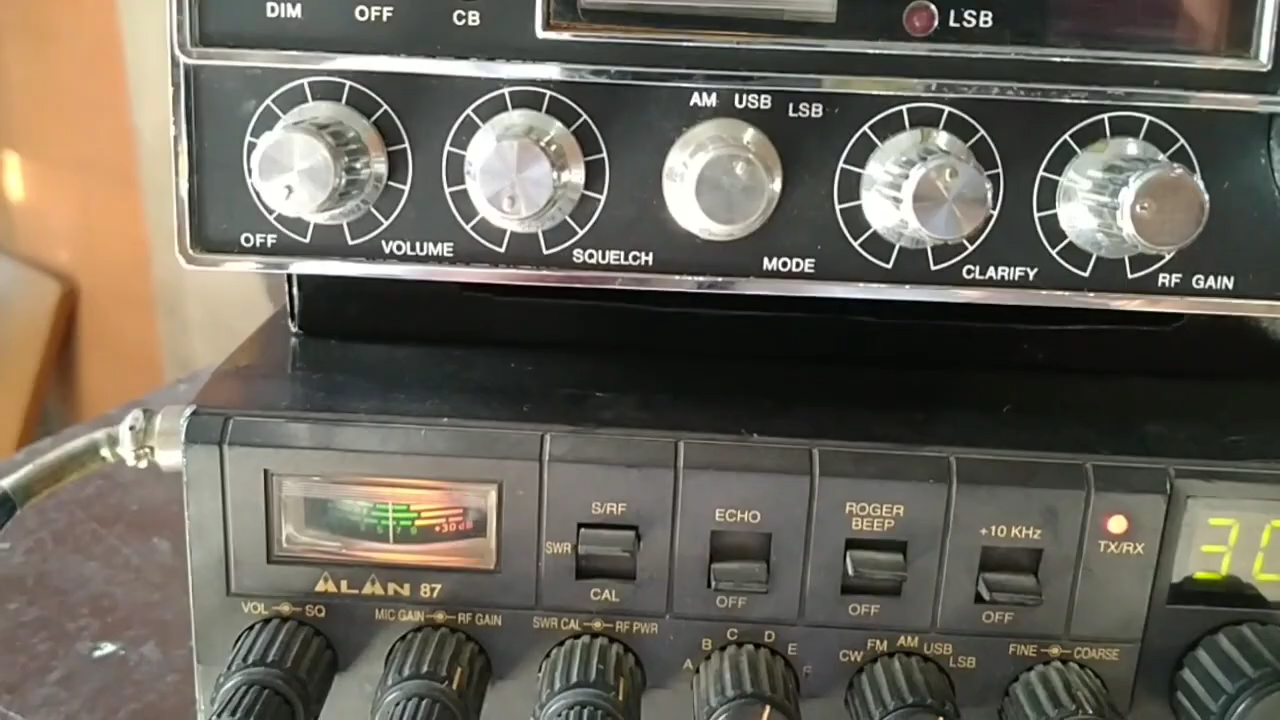 DIM OFF CB LSB
AM USB LSB
OFF VOLUME SQUELCH MODE CLARIFY RF GAIN
S/RF
SWR
CAL
ECHO
OFF
ROGER
BEEP
OFF
+10 KHz
OFF
TX/RX
30
+30 dB
ALAN 87
VOL SQ
MIC GAIN RF GAIN
SWR CAL RF PWR
A B C D E F
CW FM AM USB LSB
FINE COARSE